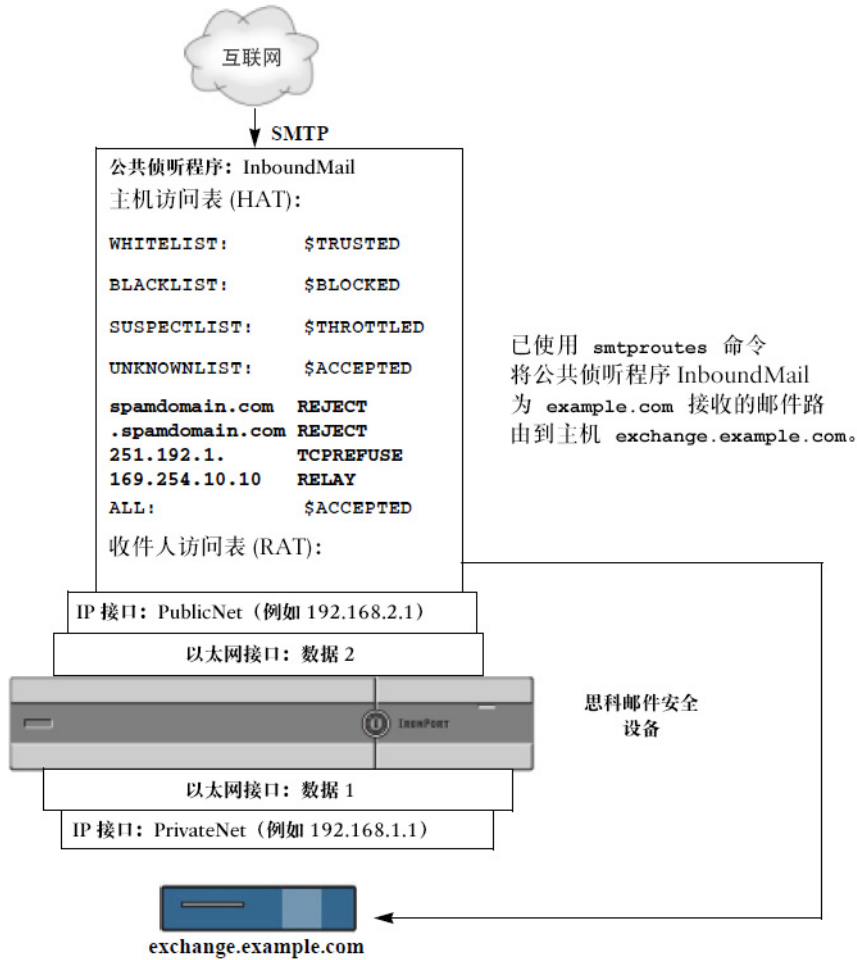 互联网
SMTP
公共侦听程序：InboundMail
主机访问表 (HAT)：
WHITELIST: $TRUSTED
BLACKLIST: $BLOCKED
SUSPECTLIST: $THROTTLED
UNKNOWNLIST: $ACCEPTED
spamdomain.com REJECT
.spamdomain.com REJECT
251.192.1. TCPREFUSE
169.254.10.10 RELAY
ALL: $ACCEPTED
收件人访问表 (RAT)：
已使用 smtproutes 命令
将公共侦听程序 InboundMail
为 example.com 接收的邮件路
由到主机 exchange.example.com。
IP 接口：PublicNet（例如 192.168.2.1）
以太网接口：数据 2
IRONPORT
思科邮件安全
设备
以太网接口：数据 1
IP 接口：PrivateNet（例如 192.168.1.1）
exchange.example.com